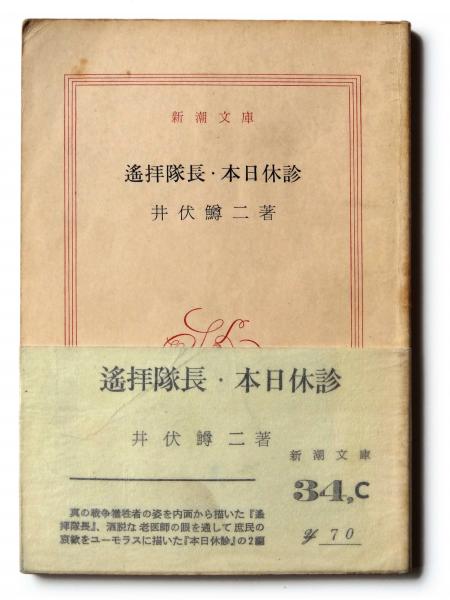 新潮文庫
遙拝隊長・本日休診
井伏鱒二著
遙拝隊長・本日休診
井伏鱒二著
新潮文庫
34,C
¥ 70
真の戦争犠牲者の姿を内面から描いた『遙
拝隊長』、洒脱な老医師の眼を通して庶民の
哀歓をユーモラスに描いた『本日休診』の2編